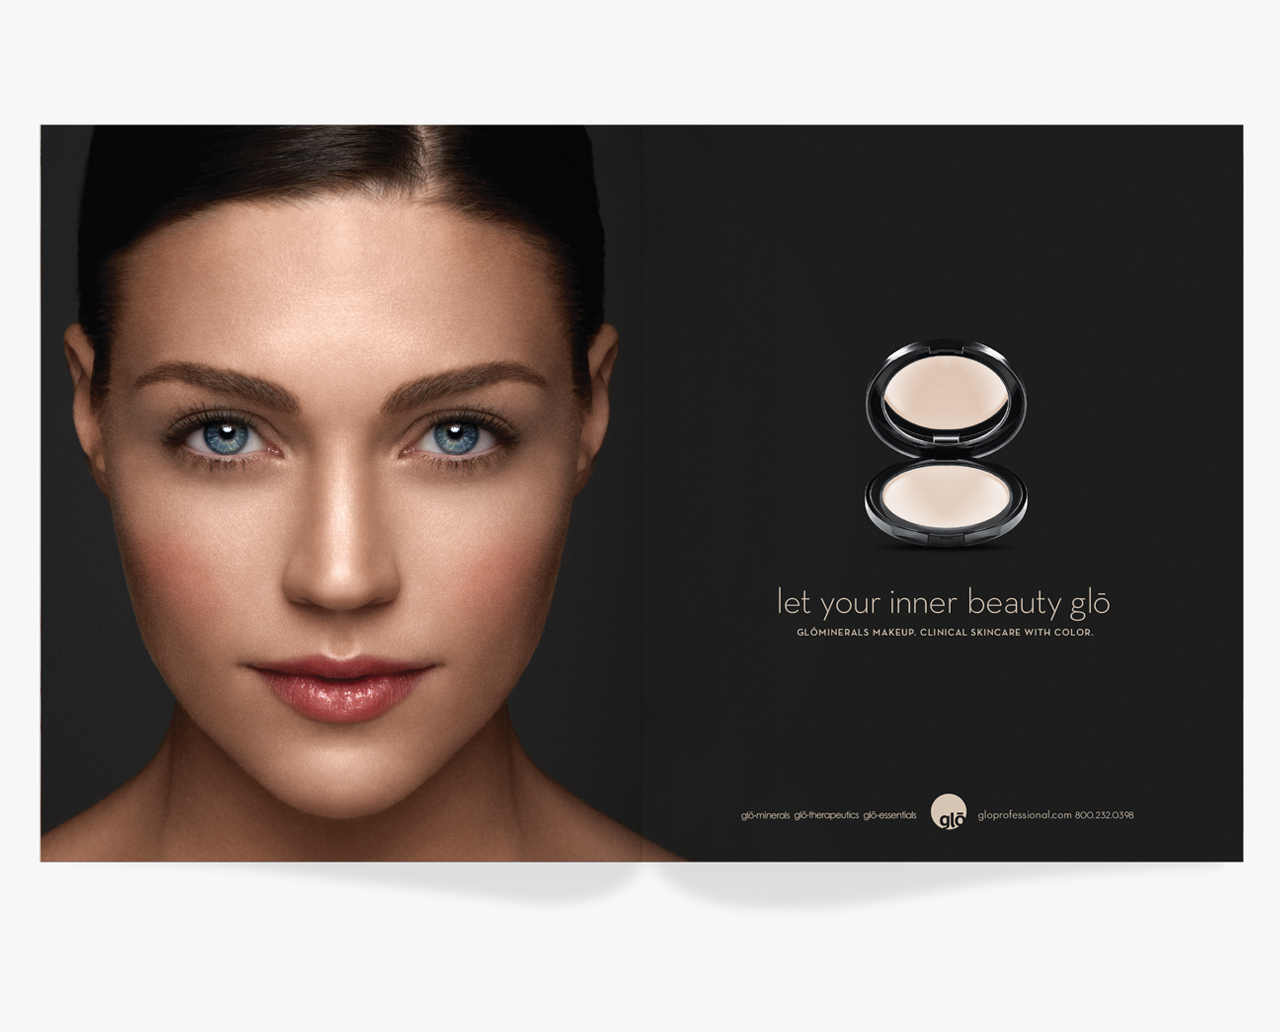 let your inner beauty glō
GLŌMINERALS MAKEUP. CLINICAL SKINCARE WITH COLOR.
glō·minerals glō·therapeutics glō·essentials glō gloprofessional.com 800.232.0398